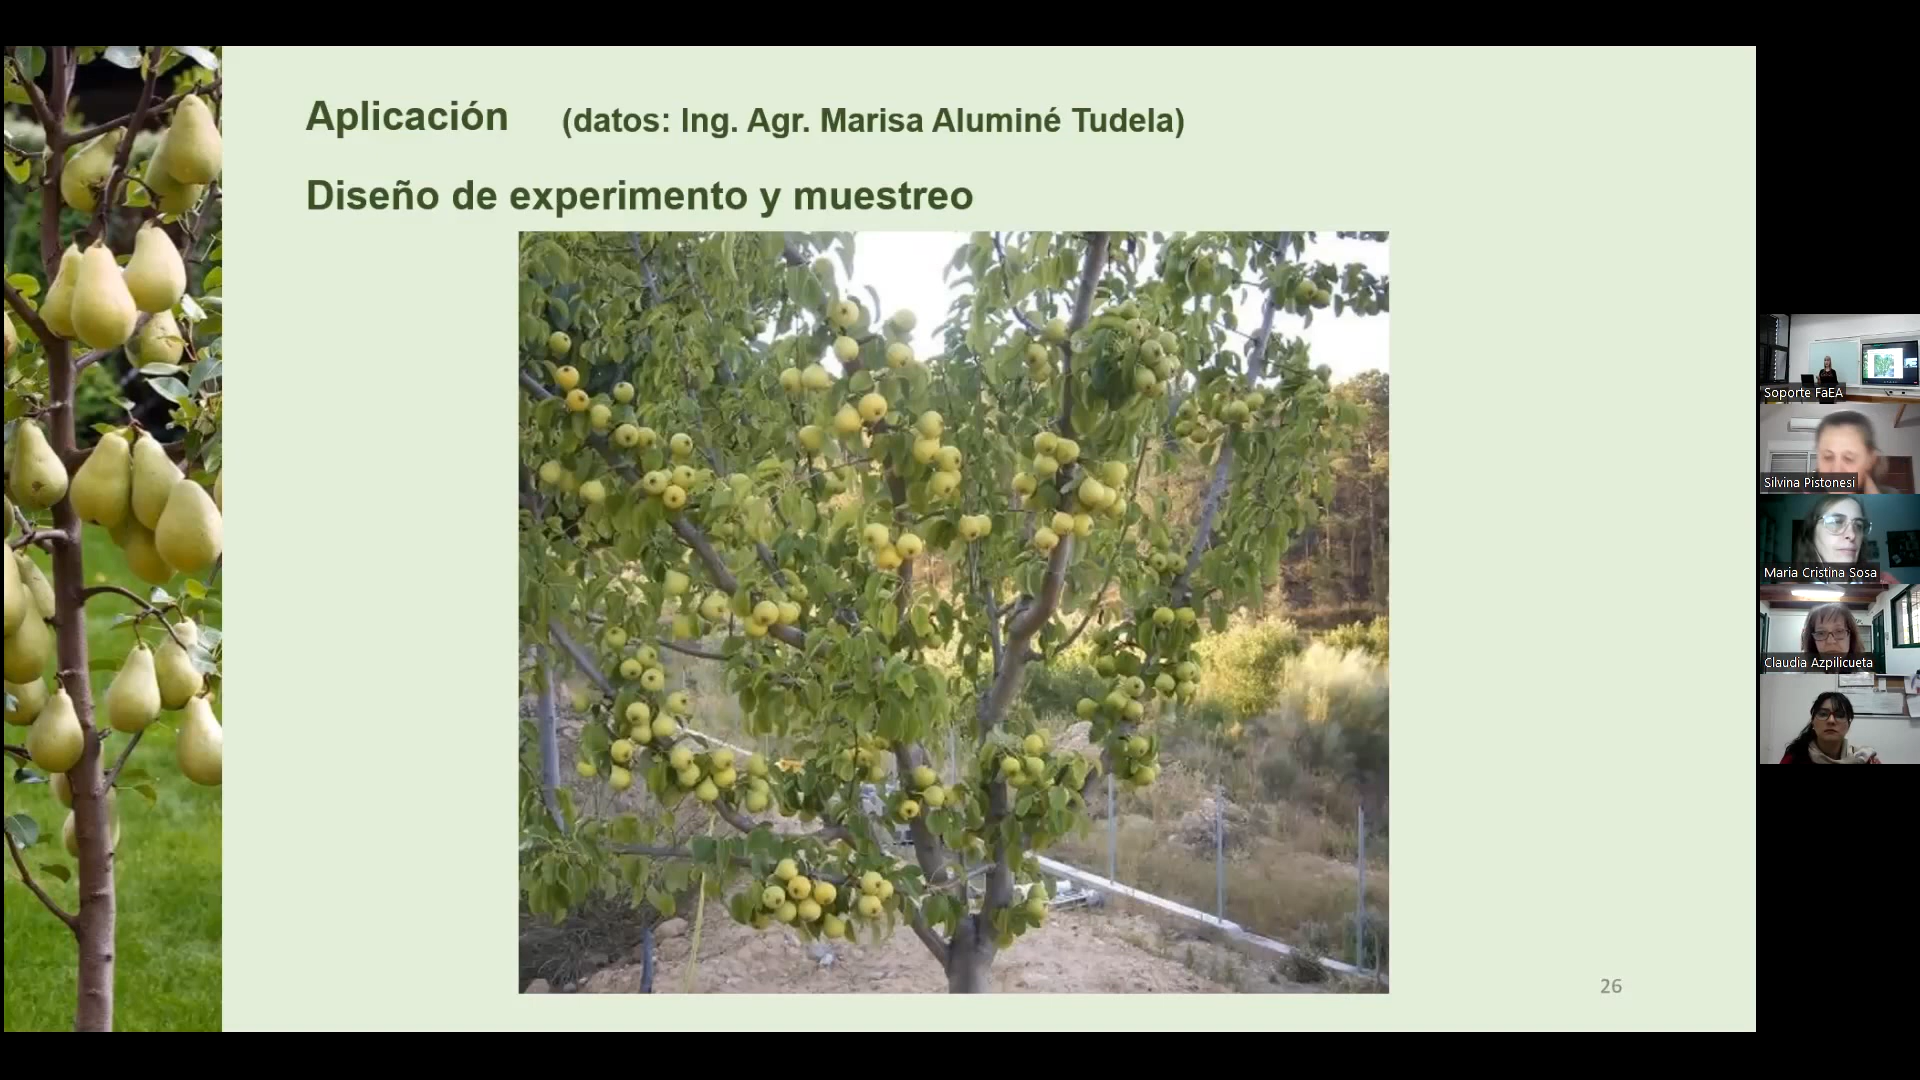 Aplicación (datos: Ing. Agr. Marisa Aluminé Tudela)
Diseño de experimento y muestreo
26
Soporte FaEA
Silvina Pistonesi
Maria Cristina Sosa
Claudia Azpilicueta